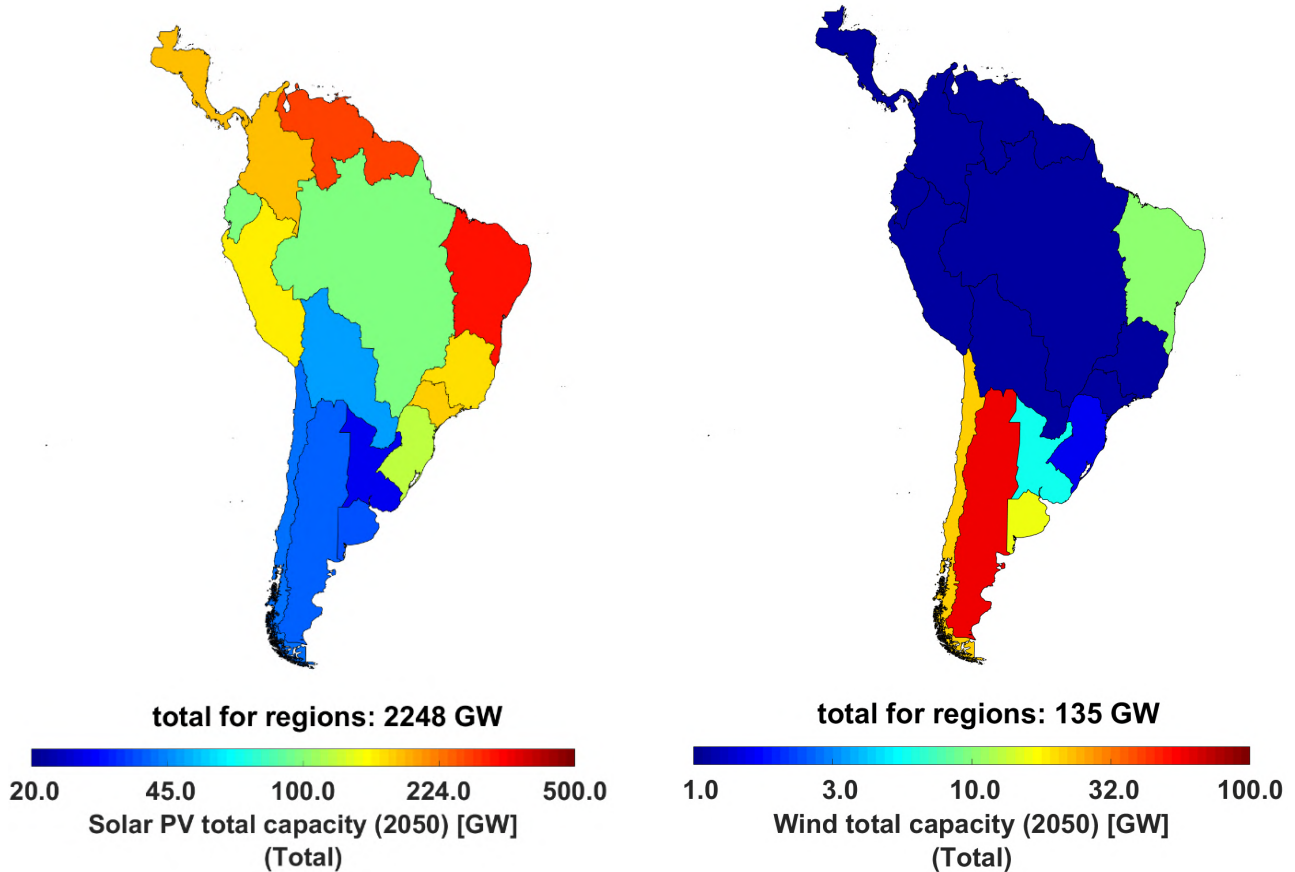 total for regions: 2248 GW
20.0 45.0 100.0 224.0 500.0
Solar PV total capacity (2050) [GW]
(Total)
total for regions: 135 GW
1.0 3.0 10.0 32.0 100.0
Wind total capacity (2050) [GW]
(Total)